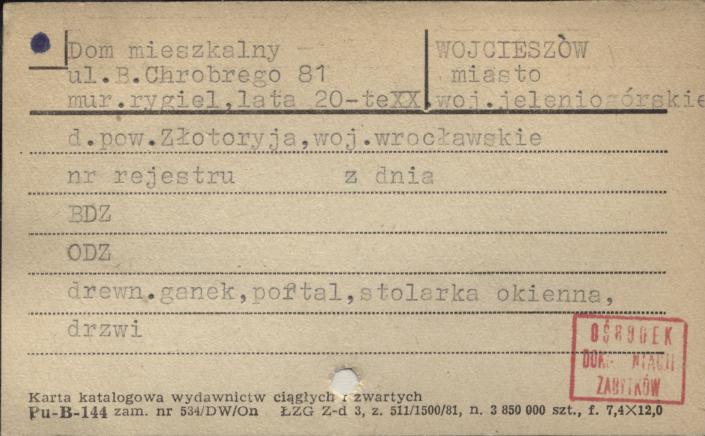 Dom mieszkalny WOJCIESZÓW
ul.B.Chrobrego 81 miasto
mur.rygiel,lata 20-teXX,woj.jeleniogórskie
d.pow.Złotoryja,woj.wrocławskie
nr rejestru z dnia
BDZ
ODZ
drewn.ganek,portal,stolarka okienna,
drzwi
OŚRODEK
ZABYTKÓW
Karta katalogowa wydawnictw ciągłych i zwartych
Pu-B-144 zam. nr 534/DW/On ŁZG Z-d 3, z. 511/1500/81, n. 3 850 000 szt., f. 7,4×12,0